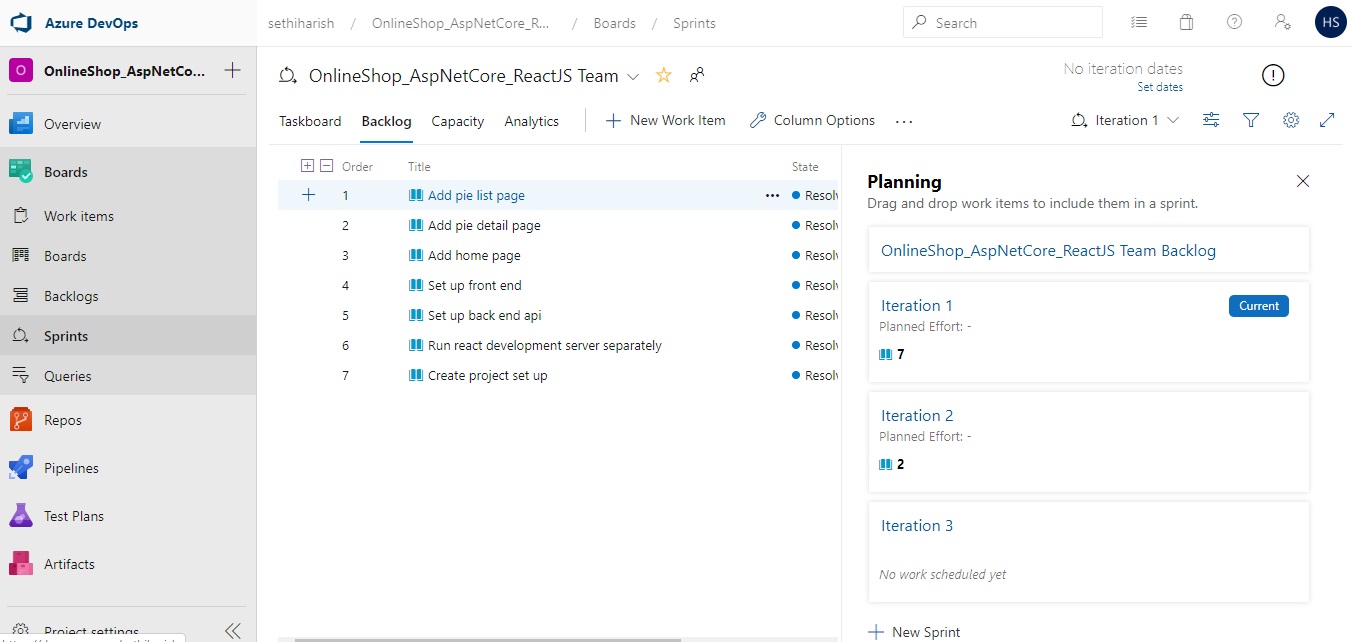 Azure DevOps
sethiharish / OnlineShop_AspNetCore_R... / Boards / Sprints
Search
HS
O OnlineShop_AspNetCo...
Overview
Boards
Work items
Boards
Backlogs
Sprints
Queries
Repos
Pipelines
Test Plans
Artifacts
Project settings
OnlineShop_AspNetCore_ReactJS Team
No iteration dates
Set dates
Taskboard Backlog Capacity Analytics New Work Item Column Options ... Iteration 1
Order Title State
1 Add pie list page ... Resolv
2 Add pie detail page Resolv
3 Add home page Resolv
4 Set up front end Resolv
5 Set up back end api Resolv
6 Run react development server separately Resolv
7 Create project set up Resolv
Planning
Drag and drop work items to include them in a sprint.
OnlineShop_AspNetCore_ReactJS Team Backlog
Iteration 1 Current
Planned Effort: -
7
Iteration 2
Planned Effort: -
2
Iteration 3
No work scheduled yet
New Sprint